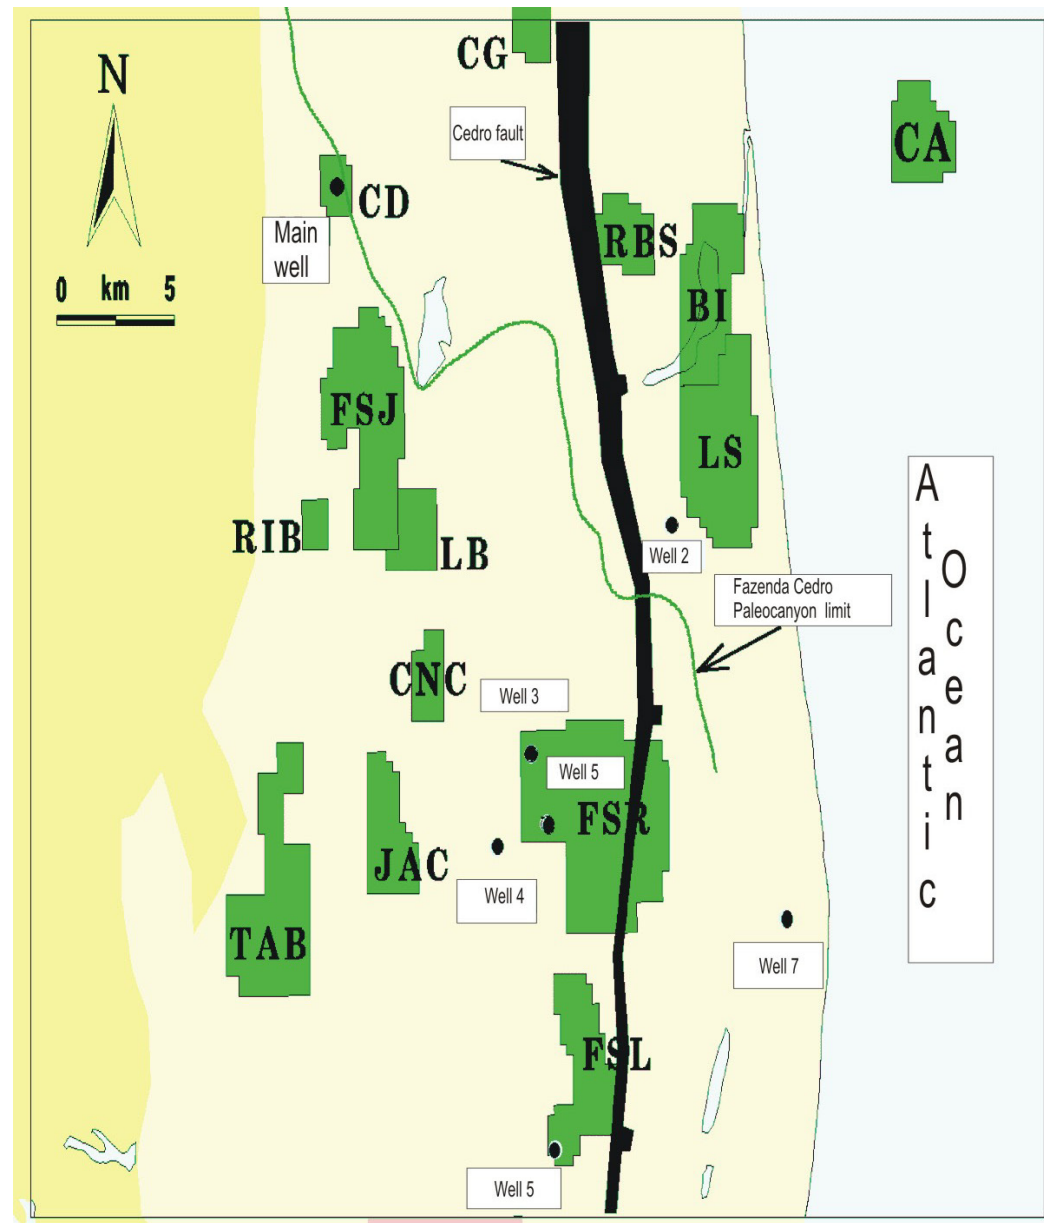 CG
N
Cedro fault
CA
CD
RBS
Main
well
0 km 5
BI
FSJ
LS
A
t
l
a
n
t
i
c
O
c
e
a
n
RIB
LB
Well 2
Fazenda Cedro
Paleocanyon limit
CNC
Well 3
Well 5
FSR
JAC
Well 4
TAB
Well 7
FSL
Well 5